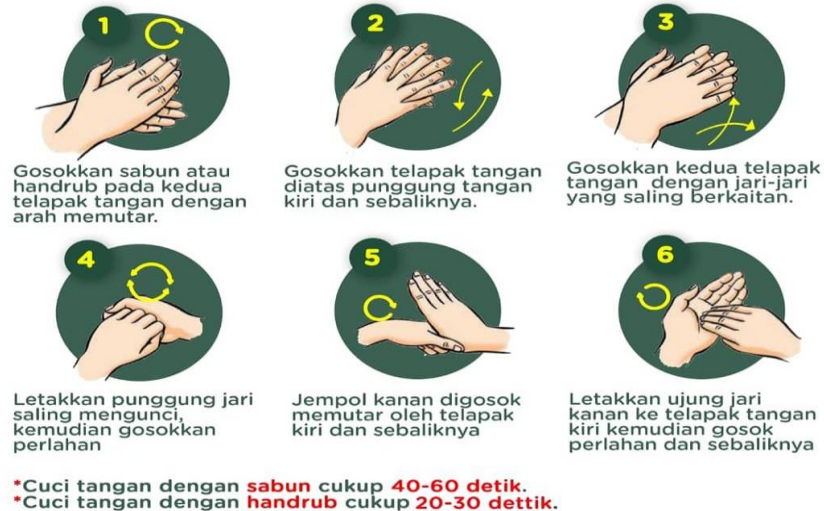 1
Gosokkan sabun atau
handrub pada kedua
telapak tangan dengan
arah memutar.
2
Gosokkan telapak tangan
diatas punggung tangan
kiri dan sebaliknya.
3
Gosokkan kedua telapak
tangan dengan jari-jari
yang saling berkaitan.
4
Letakkan punggung jari
saling mengunci,
kemudian gosokkan
perlahan
5
Jempol kanan digosok
memutar oleh telapak
kiri dan sebaliknya
6
Letakkan ujung jari
kanan ke telapak tangan
kiri kemudian gosok
perlahan dan sebaliknya
*Cuci tangan dengan sabun cukup 40-60 detik.
*Cuci tangan dengan handrub cukup 20-30 dettik.